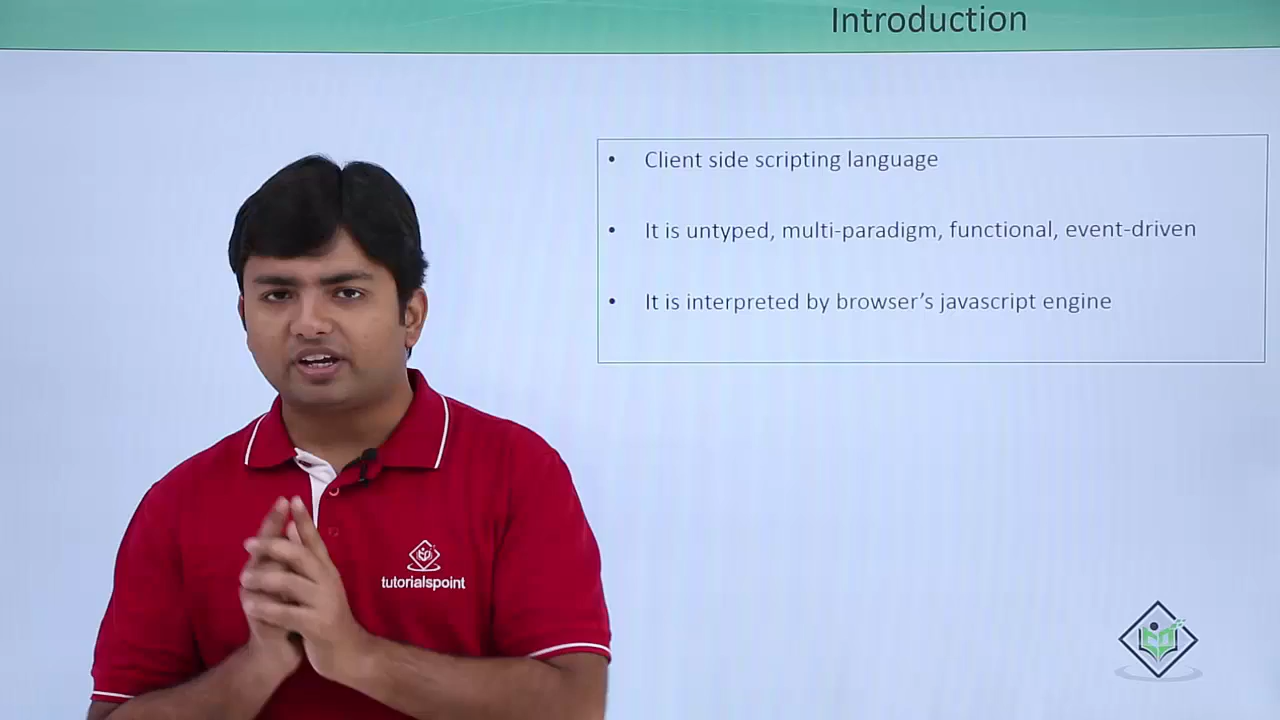 Introduction
• Client side scripting language
• It is untyped, multi-paradigm, functional, event-driven
• It is interpreted by browser’s javascript engine
tutorialspoint